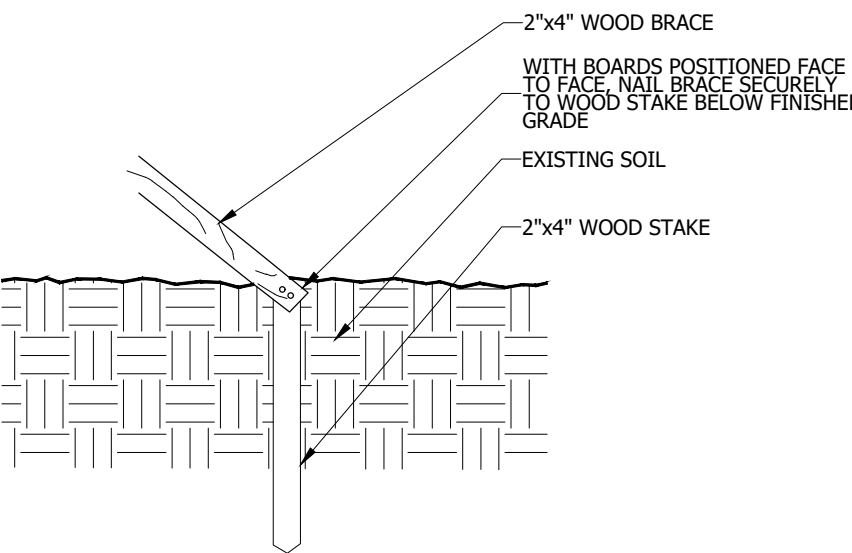 2"x4" WOOD BRACE
WITH BOARDS POSITIONED FACE
TO FACE, NAIL BRACE SECURELY
TO WOOD STAKE BELOW FINISHE
GRADE
EXISTING SOIL
2"x4" WOOD STAKE